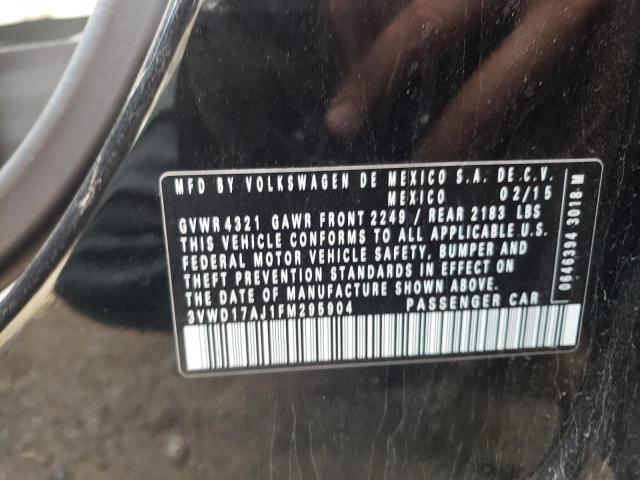 MFD BY VOLKSWAGEN DE MEXICO S.A. DE.C.V.
MEXICO 02/15
GVWR 4321 GAWR FRONT 2249 / REAR 2183 LBS
THIS VEHICLE CONFORMS TO ALL APPLICABLE U.S.
FEDERAL MOTOR VEHICLE SAFETY, BUMPER AND
THEFT PREVENTION STANDARDS IN EFFECT ON
THE DATE OF MANUFACTURE SHOWN ABOVE.
3VWD17AJ1FM295904 PASSENGER CAR
0646394 3018-M